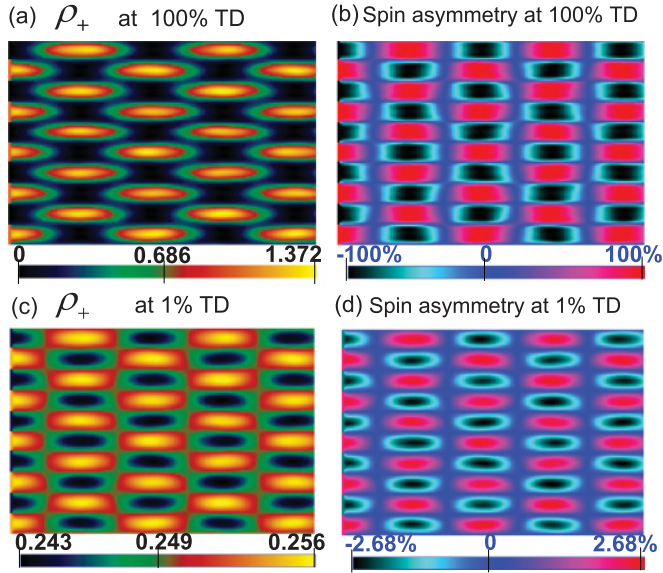 (a) ρ+ at 100% TD
(b) Spin asymmetry at 100% TD
0 0.686 1.372
-100% 0 100%
(c) ρ+ at 1% TD
(d) Spin asymmetry at 1% TD
0.243 0.249 0.256
-2.68% 0 2.68%